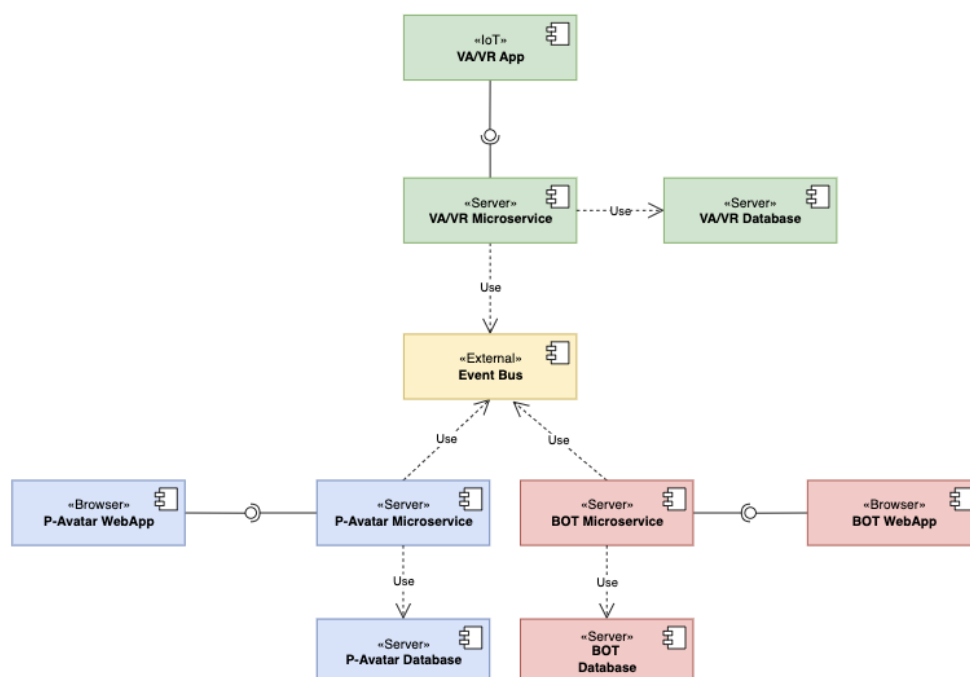 «IoT»
VA/VR App
«Server»
VA/VR Microservice
Use
«Server»
VA/VR Database
Use
«External»
Event Bus
Use
Use
«Browser»
P-Avatar WebApp
«Server»
P-Avatar Microservice
«Server»
BOT Microservice
«Browser»
BOT WebApp
Use
Use
«Server»
P-Avatar Database
«Server»
BOT
Database